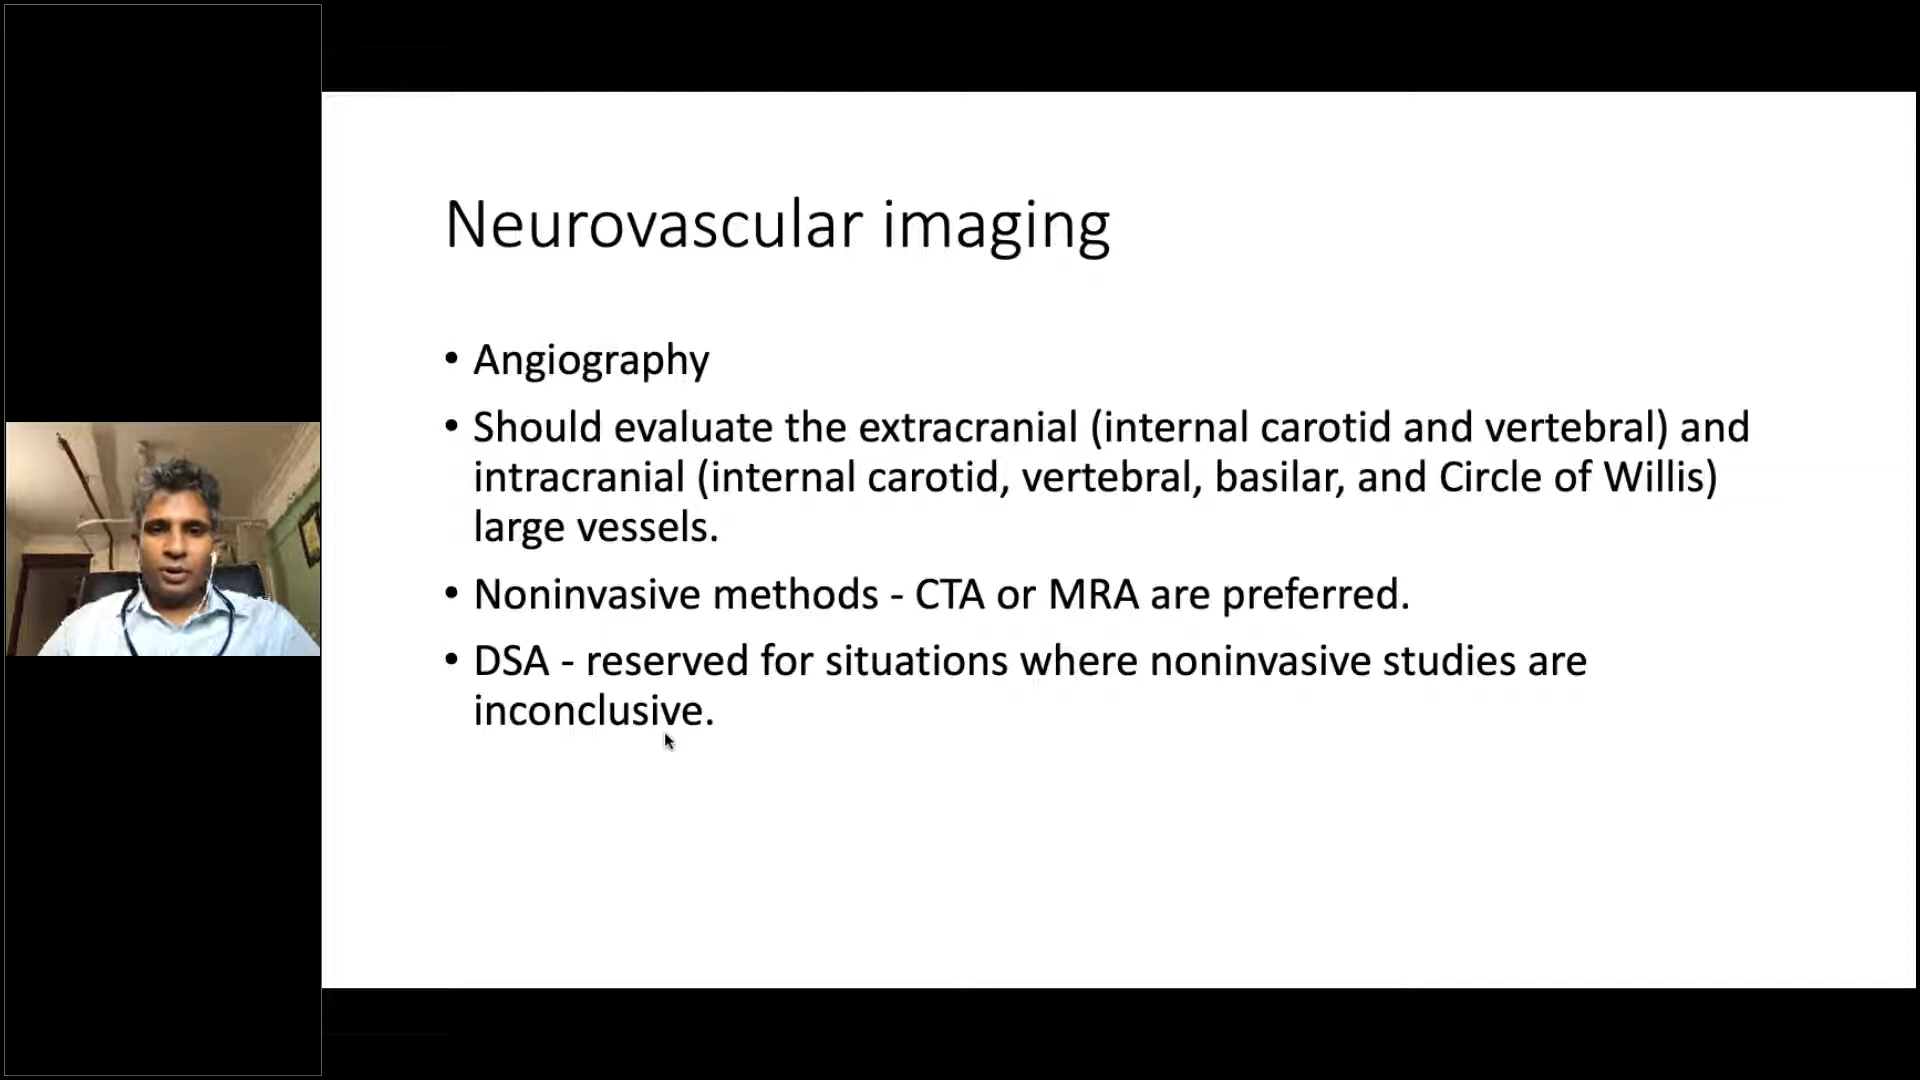 Neurovascular imaging
• Angiography
• Should evaluate the extracranial (internal carotid and vertebral) and
intracranial (internal carotid, vertebral, basilar, and Circle of Willis)
large vessels.
• Noninvasive methods - CTA or MRA are preferred.
• DSA - reserved for situations where noninvasive studies are
inconclusive.